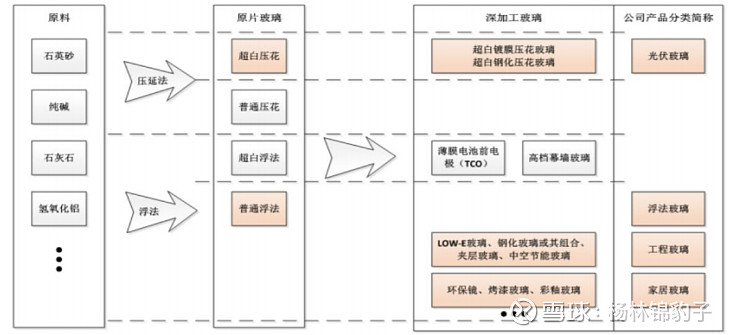 原料
原片玻璃
深加工玻璃
公司产品分类简称
石英砂
纯碱
石灰石
氢氧化铝
压延法
浮法
超白压花
普通压花
超白浮法
普通浮法
超白镀膜压花玻璃
超白钢化压花玻璃
薄膜电池前电
极（TCO）
高档幕墙玻璃
LOW-E玻璃、钢化玻璃或其组合、
夹层玻璃、中空节能玻璃
环保镜、烤漆玻璃、彩釉玻璃
光伏玻璃
浮法玻璃
工程玻璃
家居玻璃
雪球：杨林锦豹子